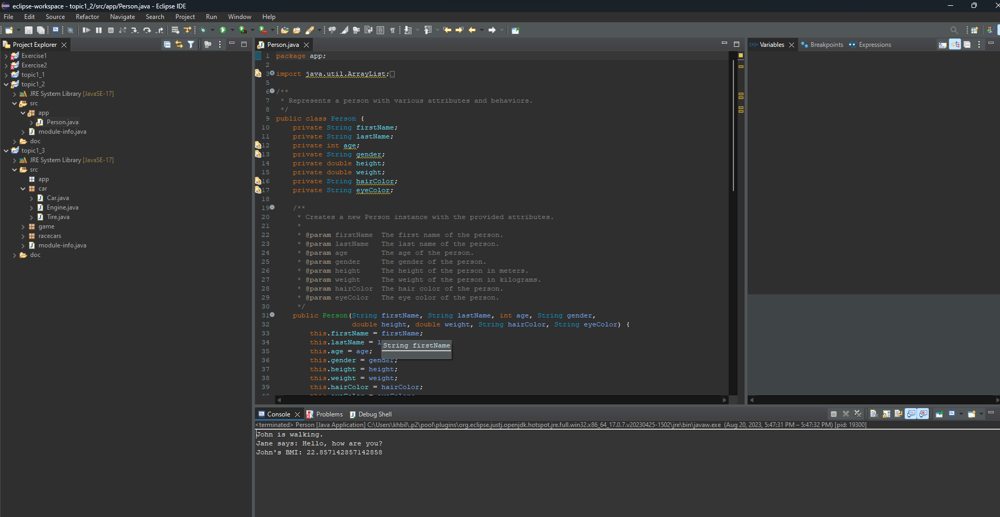 eclipse-workspace - topic1_2/src/app/Person.java - Eclipse IDE
File Edit Source Refactor Navigate Search Project Run Window Help
Project Explorer
Exercise1
Exercise2
topic1_1
topic1_2
JRE System Library [JavaSE-17]
src
app
Person.java
module-info.java
doc
topic1_3
JRE System Library [JavaSE-17]
src
app
car
Car.java
Engine.java
Tire.java
game
racecars
module-info.java
doc
Person.java
1 package app;
2
3 import java.util.ArrayList;
5
6 /**
7  * Represents a person with various attributes and behaviors.
8  */
9 public class Person {
10     private String firstName;
11     private String lastName;
12     private int age;
13     private String gender;
14     private double height;
15     private double weight;
16     private String hairColor;
17     private String eyeColor;
18
19     /**
20      * Creates a new Person instance with the provided attributes.
21      *
22      * @param firstName  The first name of the person.
23      * @param lastName   The last name of the person.
24      * @param age        The age of the person.
25      * @param gender     The gender of the person.
26      * @param height     The height of the person in meters.
27      * @param weight     The weight of the person in kilograms.
28      * @param hairColor  The hair color of the person.
29      * @param eyeColor   The eye color of the person.
30      */
31     public Person(String firstName, String lastName, int age, String gender,
32                   double height, double weight, String hairColor, String eyeColor) {
33         this.firstName = firstName;
34         this.lastName = l
String firstName
35         this.age = age;
36         this.gender = gender;
37         this.height = height;
38         this.weight = weight;
39         this.hairColor = hairColor;
(x)= Variables Breakpoints Expressions
Console Problems Debug Shell
<terminated> Person [Java Application] C:\Users\khbil\.p2\pool\plugins\org.eclipse.justj.openjdk.hotspot.jre.full.win32.x86_64_17.0.7.v20230425-1502\jre\bin\javaw.exe (Aug 20, 2023, 5:47:31 PM – 5:47:32 PM) [pid: 19300]
John is walking.
Jane says: Hello, how are you?
John's BMI: 22.857142857142858